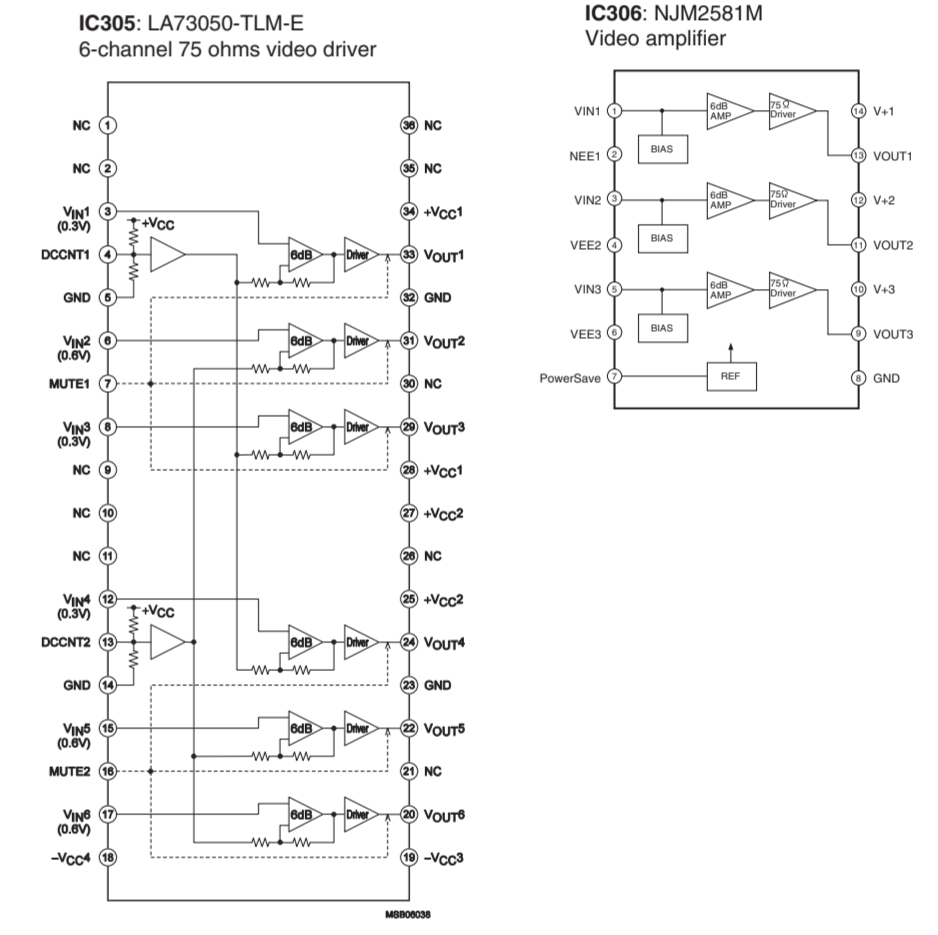 IC305: LA73050-TLM-E
6-channel 75 ohms video driver
NC 1
36 NC
NC 2
35 NC
VIN1 3
34 +VCC1
(0.3V)
+VCC
DCCNT1 4
6dB
Driver
33 VOUT1
GND 5
32 GND
VIN2 6
6dB
Driver
31 VOUT2
(0.6V)
MUTE1 7
30 NC
VIN3 8
6dB
Driver
29 VOUT3
(0.3V)
NC 9
28 +VCC1
NC 10
27 +VCC2
NC 11
26 NC
VIN4 12
25 +VCC2
(0.3V)
+VCC
DCCNT2 13
6dB
Driver
24 VOUT4
GND 14
23 GND
VIN5 15
6dB
Driver
22 VOUT5
(0.6V)
MUTE2 16
21 NC
VIN6 17
6dB
Driver
20 VOUT6
(0.6V)
-VCC4 18
19 -VCC3
MSB06036
IC306: NJM2581M
Video amplifier
VIN1 1
6dB
AMP
75Ω
Driver
14 V+1
BIAS
NEE1 2
13 VOUT1
VIN2 3
6dB
AMP
75Ω
Driver
12 V+2
BIAS
VEE2 4
11 VOUT2
VIN3 5
6dB
AMP
75Ω
Driver
10 V+3
BIAS
VEE3 6
9 VOUT3
PowerSave 7
REF
8 GND